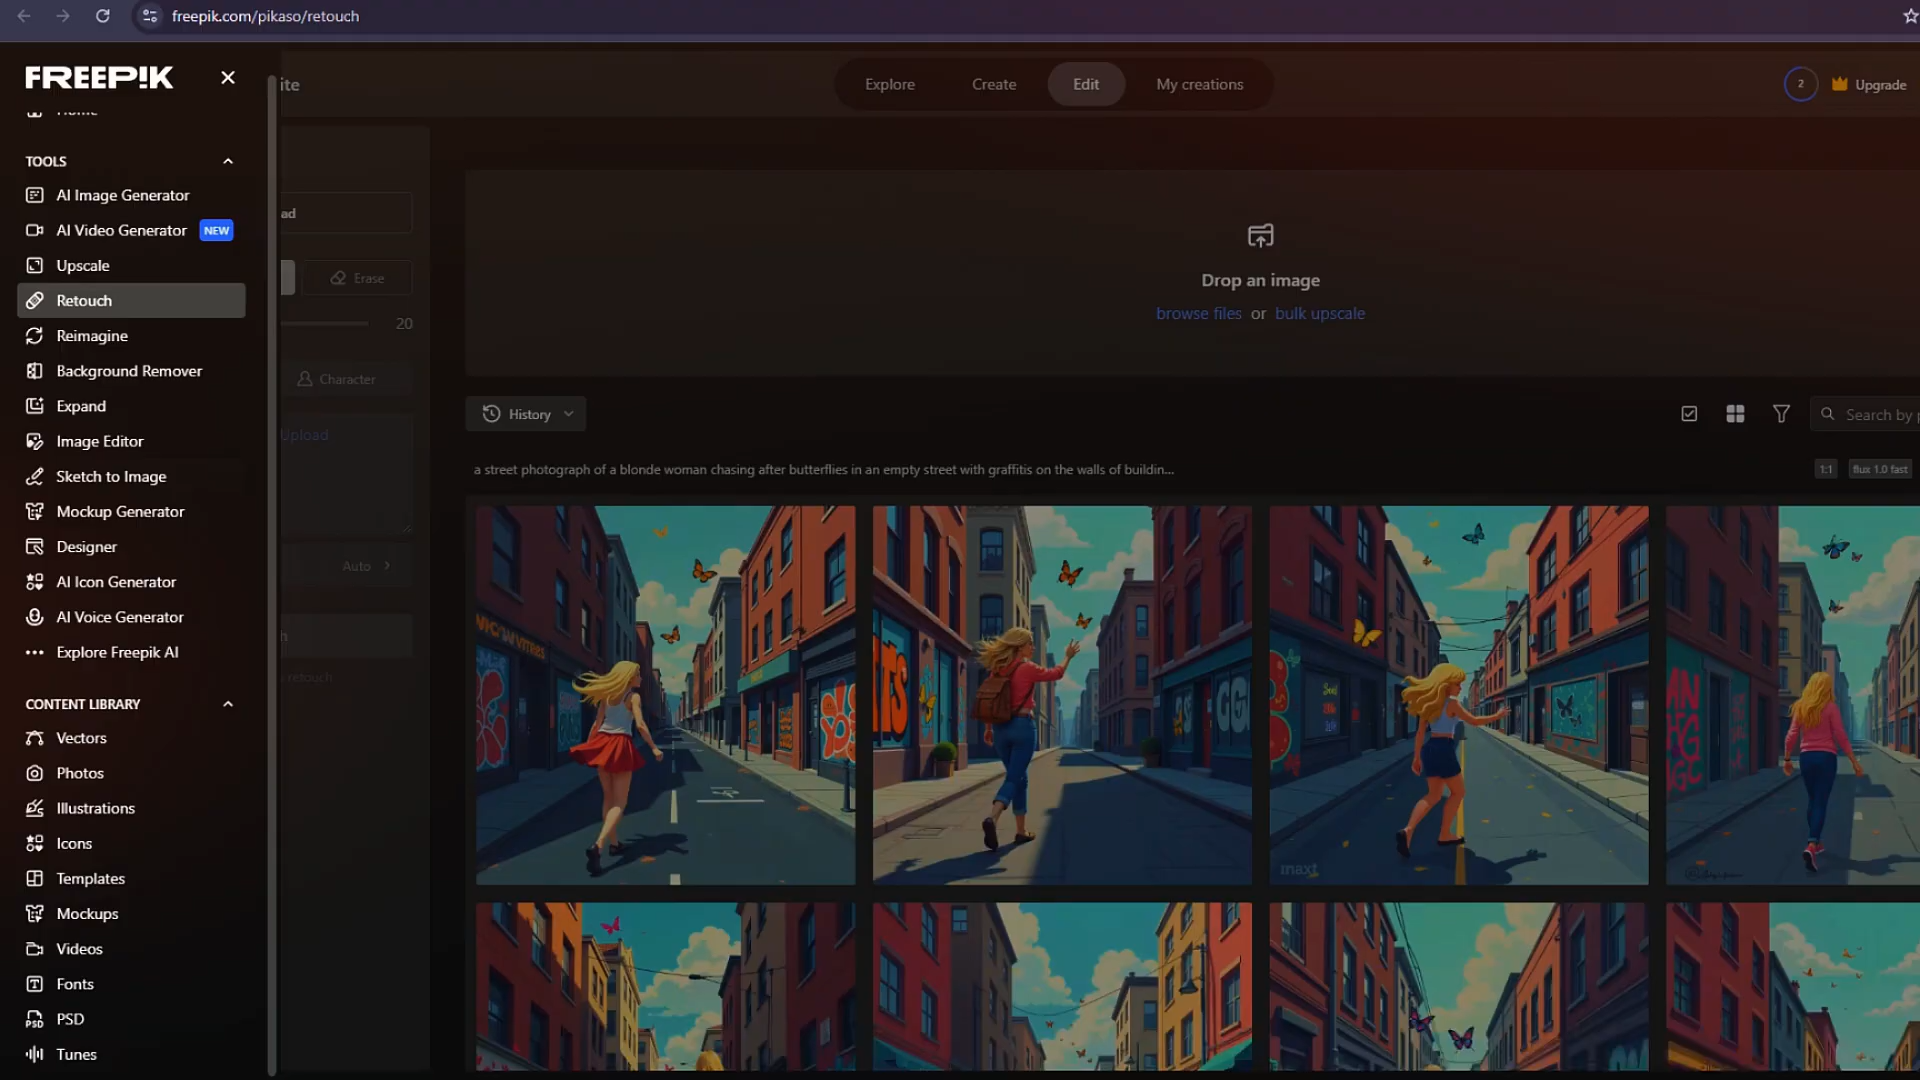 freepik.com/pikaso/retouch
FREEP!K
ite
Explore
Create
Edit
My creations
2
Upgrade
Home
TOOLS
AI Image Generator
AI Video Generator NEW
Upscale
Retouch
Reimagine
Background Remover
Expand
Image Editor
Sketch to Image
Mockup Generator
Designer
AI Icon Generator
AI Voice Generator
Explore Freepik AI
CONTENT LIBRARY
Vectors
Photos
Illustrations
Icons
Templates
Mockups
Videos
Fonts
PSD
Tunes
ad
Erase
20
Character
Upload
Auto
h
retouch
Drop an image
browse files or bulk upscale
History
Search by p
a street photograph of a blonde woman chasing after butterflies in an empty street with graffitis on the walls of buildin...
1:1
flux 1.0 fast
maxt